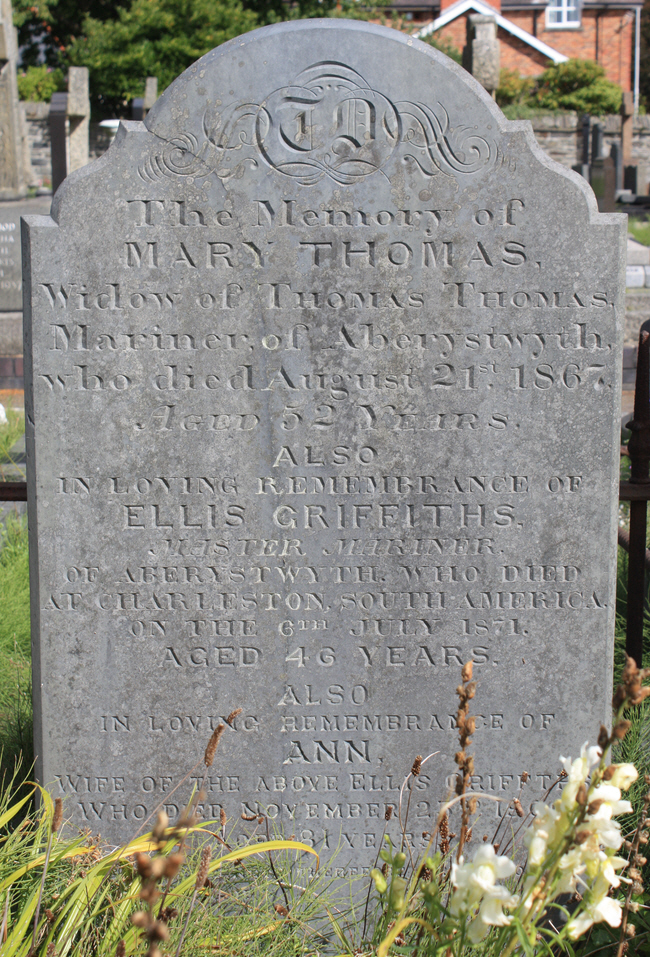 The Memory of
MARY THOMAS,
Widow of THOMAS THOMAS,
Mariner, of Aberystwyth,
who died August 21st. 1867.
AGED 52 YEARS.
ALSO
IN LOVING REMEMBRANCE OF
ELLIS GRIFFITHS,
MASTER MARINER.
OF ABERYSTWYTH. WHO DIED
AT CHARLESTON, SOUTH AMERICA.
ON THE 6TH JULY 1871.
AGED 46 YEARS.
ALSO
IN LOVING REMEMBRANCE OF
ANN,
WIFE OF THE ABOVE ELLIS
WHO DIED NOVEMBER
81 YEARS